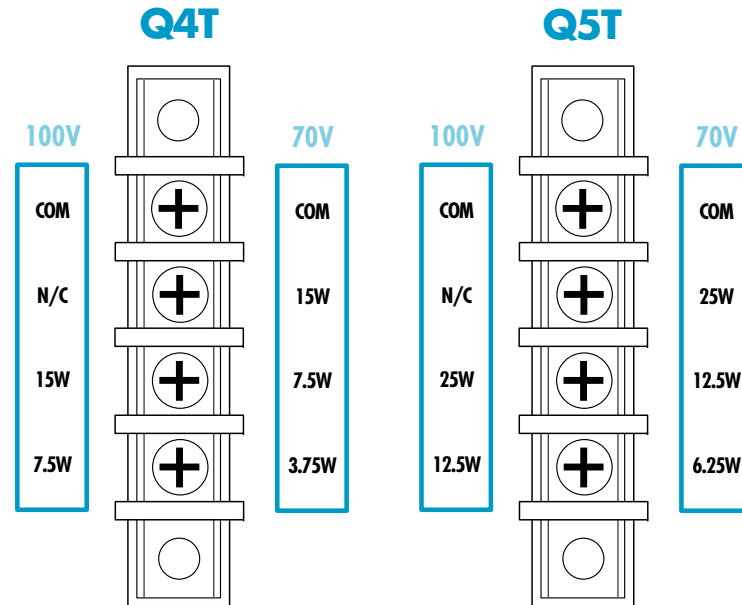 Q4T
100V
70V
COM
COM
N/C
15W
15W
7.5W
7.5W
3.75W
Q5T
100V
70V
COM
COM
N/C
25W
25W
12.5W
12.5W
6.25W